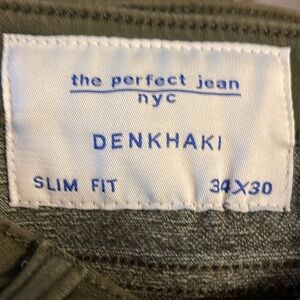 the perfect jean
nyc
DENKHAKI
SLIM FIT 34X30